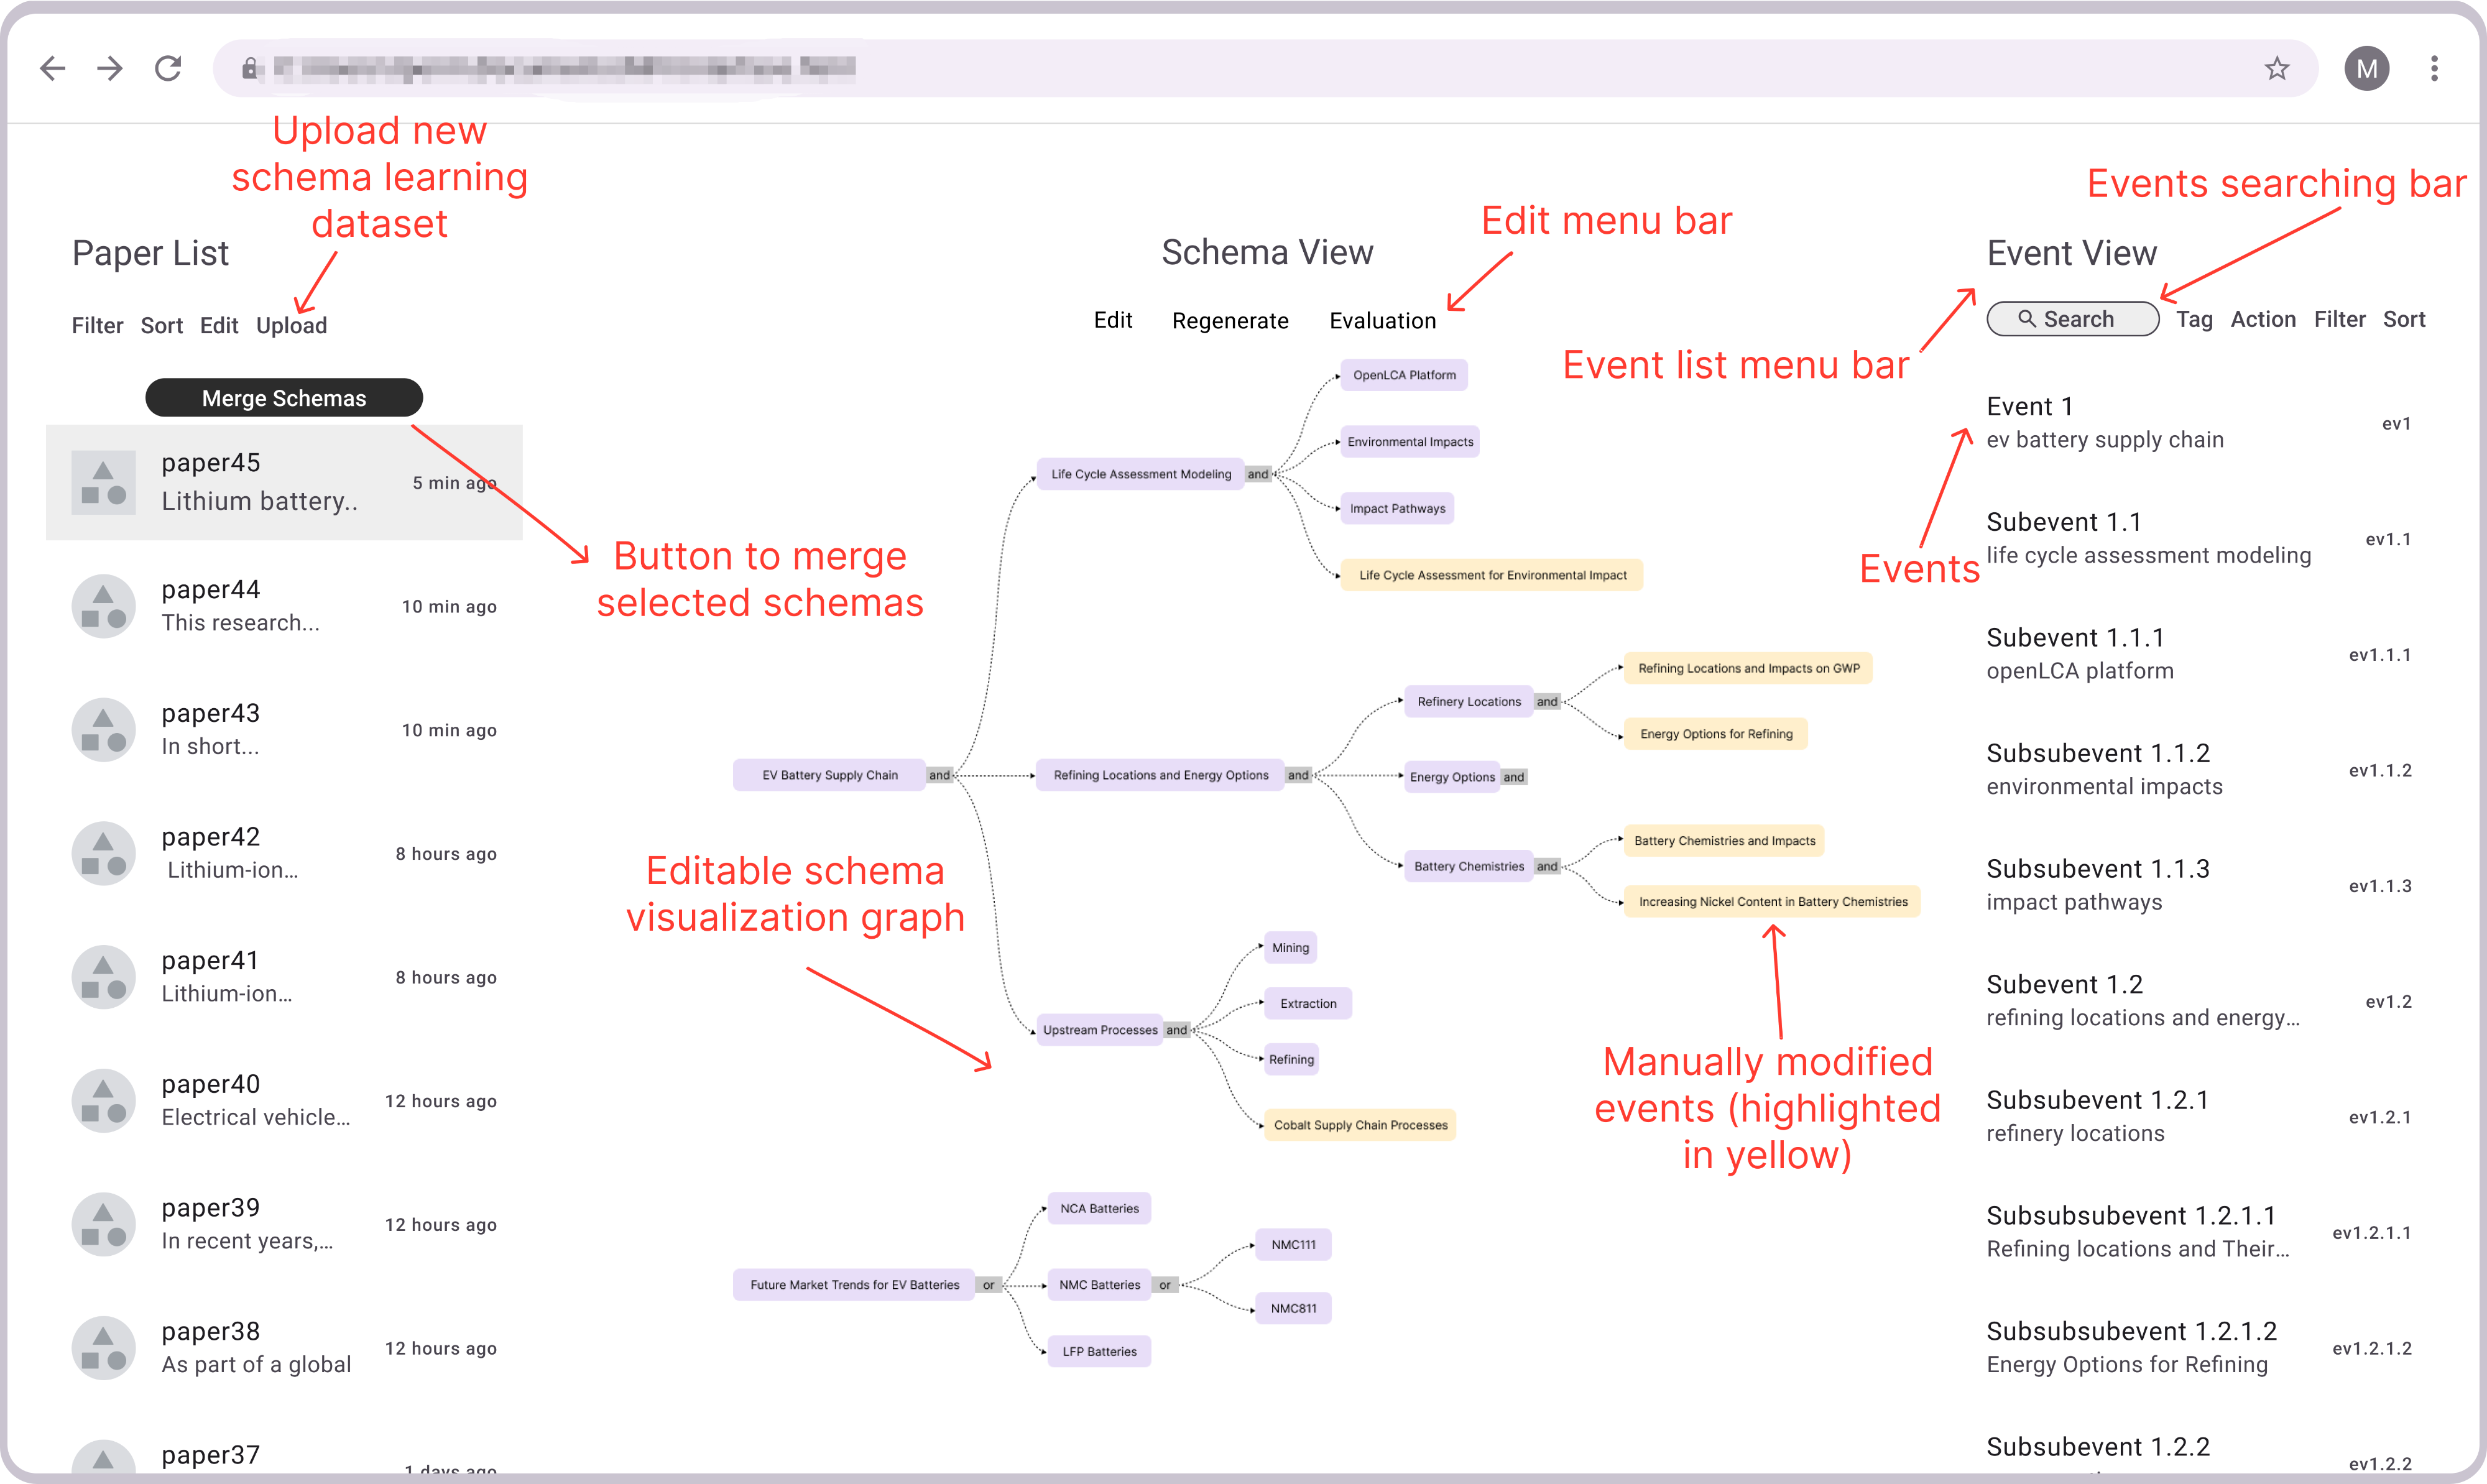 M
Upload new
schema learning
dataset
Paper List
Filter Sort Edit Upload
Merge Schemas
paper45
Lithium battery..
5 min ago
paper44
This research...
10 min ago
paper43
In short...
10 min ago
paper42
Lithium-ion...
8 hours ago
paper41
Lithium-ion...
8 hours ago
paper40
Electrical vehicle...
12 hours ago
paper39
In recent years,...
12 hours ago
paper38
As part of a global
12 hours ago
paper37
1 days ago
Button to merge
selected schemas
Schema View
Edit menu bar
Edit Regenerate Evaluation
OpenLCA Platform
Environmental Impacts
Life Cycle Assessment Modeling and
Impact Pathways
Life Cycle Assessment for Environmental Impact
Refining Locations and Impacts on GWP
Refinery Locations and
Energy Options for Refining
EV Battery Supply Chain and
Refining Locations and Energy Options and
Energy Options and
Battery Chemistries and Impacts
Battery Chemistries and
Increasing Nickel Content in Battery Chemistries
Editable schema
visualization graph
Mining
Extraction
Upstream Processes and
Refining
Cobalt Supply Chain Processes
Manually modified
events (highlighted
in yellow)
NCA Batteries
NMC111
Future Market Trends for EV Batteries or
NMC Batteries or
NMC811
LFP Batteries
Events searching bar
Event View
Search Tag Action Filter Sort
Event list menu bar
Events
Event 1
ev battery supply chain
ev1
Subevent 1.1
life cycle assessment modeling
ev1.1
Subevent 1.1.1
openLCA platform
ev1.1.1
Subsubevent 1.1.2
environmental impacts
ev1.1.2
Subsubevent 1.1.3
impact pathways
ev1.1.3
Subevent 1.2
refining locations and energy...
ev1.2
Subsubevent 1.2.1
refinery locations
ev1.2.1
Subsubsubevent 1.2.1.1
Refining locations and Their...
ev1.2.1.1
Subsubsubevent 1.2.1.2
Energy Options for Refining
ev1.2.1.2
Subsubevent 1.2.2
ev1.2.2